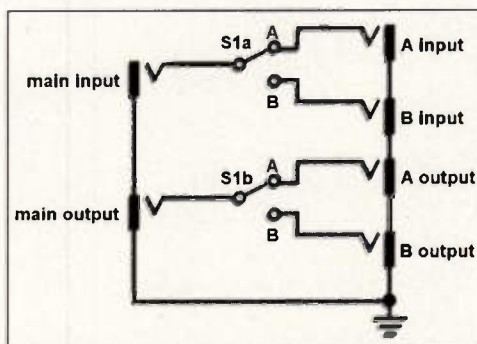 S1a
A
A input
main input
B
B input
S1b
A
A output
main output
B
B output